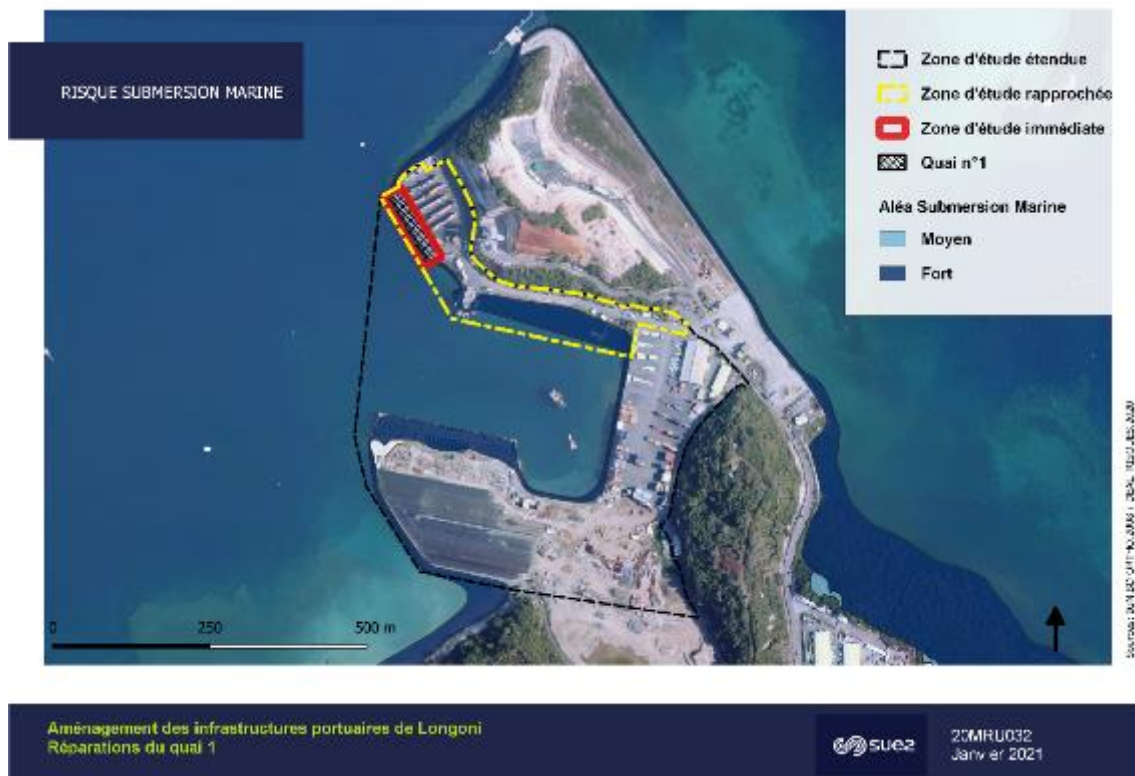 RISQUE SUBMERSION MARINE
Zone d'étude étendue
Zone d'étude rapprochée
Zone d'étude immédiate
Quai n°1
Aléa Submersion Marine
Moyen
Fort
0 250 500 m
Aménagement des infrastructures portuaires de Longoni
Réparations du quai 1
suez
20MRU032
Janvier 2021